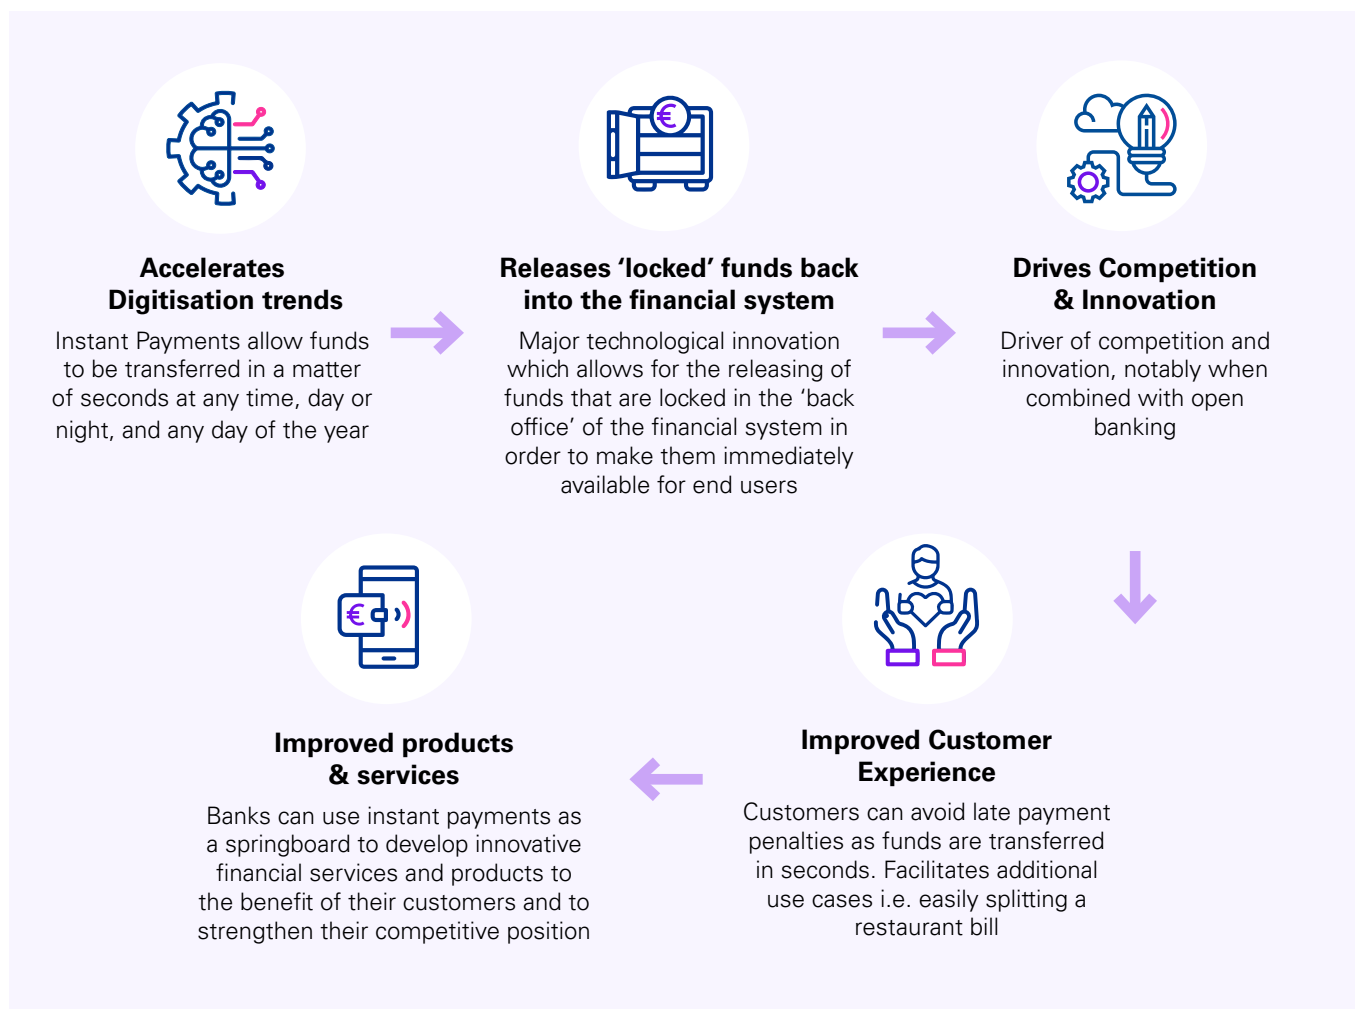 Accelerates
Digitisation trends
Instant Payments allow funds
to be transferred in a matter
of seconds at any time, day or
night, and any day of the year
€
Releases ‘locked’ funds back
into the financial system
Major technological innovation
which allows for the releasing of
funds that are locked in the ‘back
office’ of the financial system in
order to make them immediately
available for end users
Drives Competition
& Innovation
Driver of competition and
innovation, notably when
combined with open
banking
Improved Customer
Experience
Customers can avoid late payment
penalties as funds are transferred
in seconds. Facilitates additional
use cases i.e. easily splitting a
restaurant bill
€
Improved products
& services
Banks can use instant payments as
a springboard to develop innovative
financial services and products to
the benefit of their customers and to
strengthen their competitive position